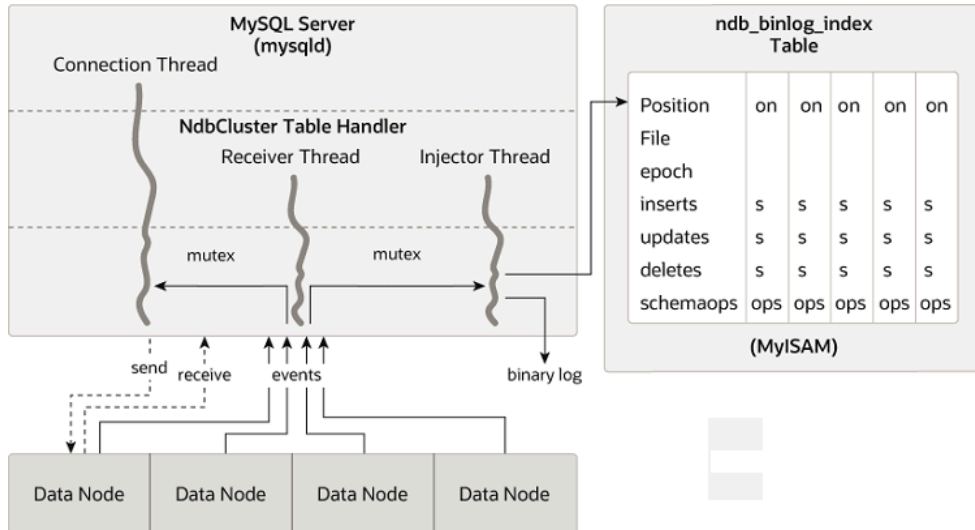 MySQL Server
(mysqld)
Connection Thread
NdbCluster Table Handler
Receiver Thread
Injector Thread
mutex
mutex
send
receive
events
binary log
Data Node
Data Node
Data Node
Data Node
ndb_binlog_index
Table
Position on on on on on
File
epoch
inserts s s s s s
updates s s s s s
deletes s s s s s
schemaops ops ops ops ops ops
(MyISAM)